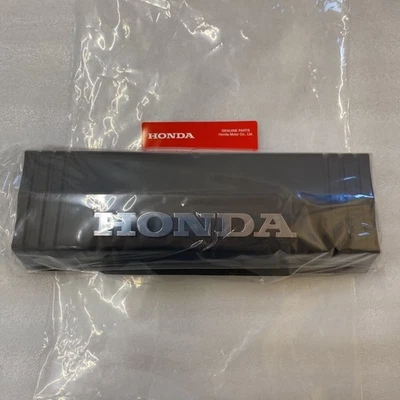 HONDA
GENUINE PARTS
Honda Motor Co., Ltd.
HONDA